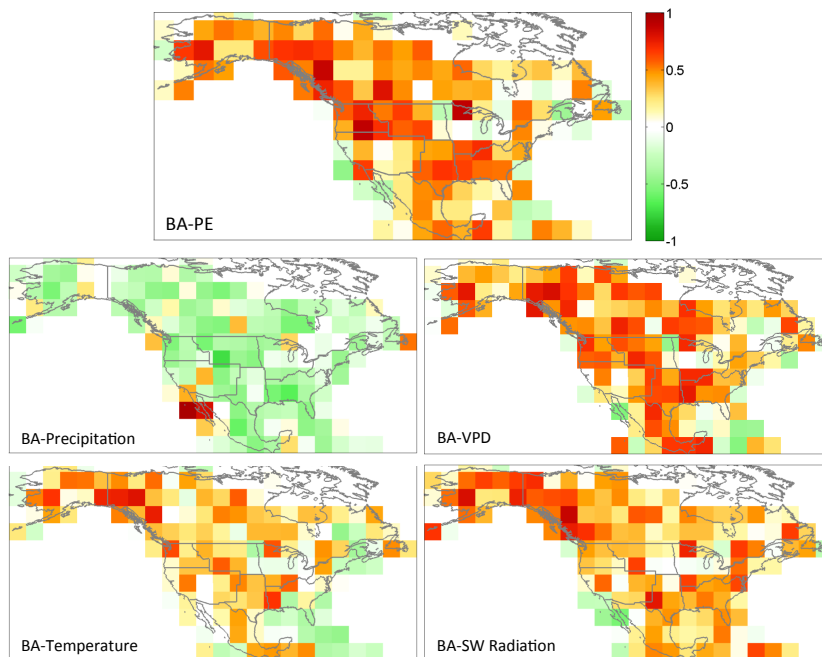 1
0.5
0
-0.5
-1
BA-PE
BA-Precipitation
BA-VPD
BA-Temperature
BA-SW Radiation